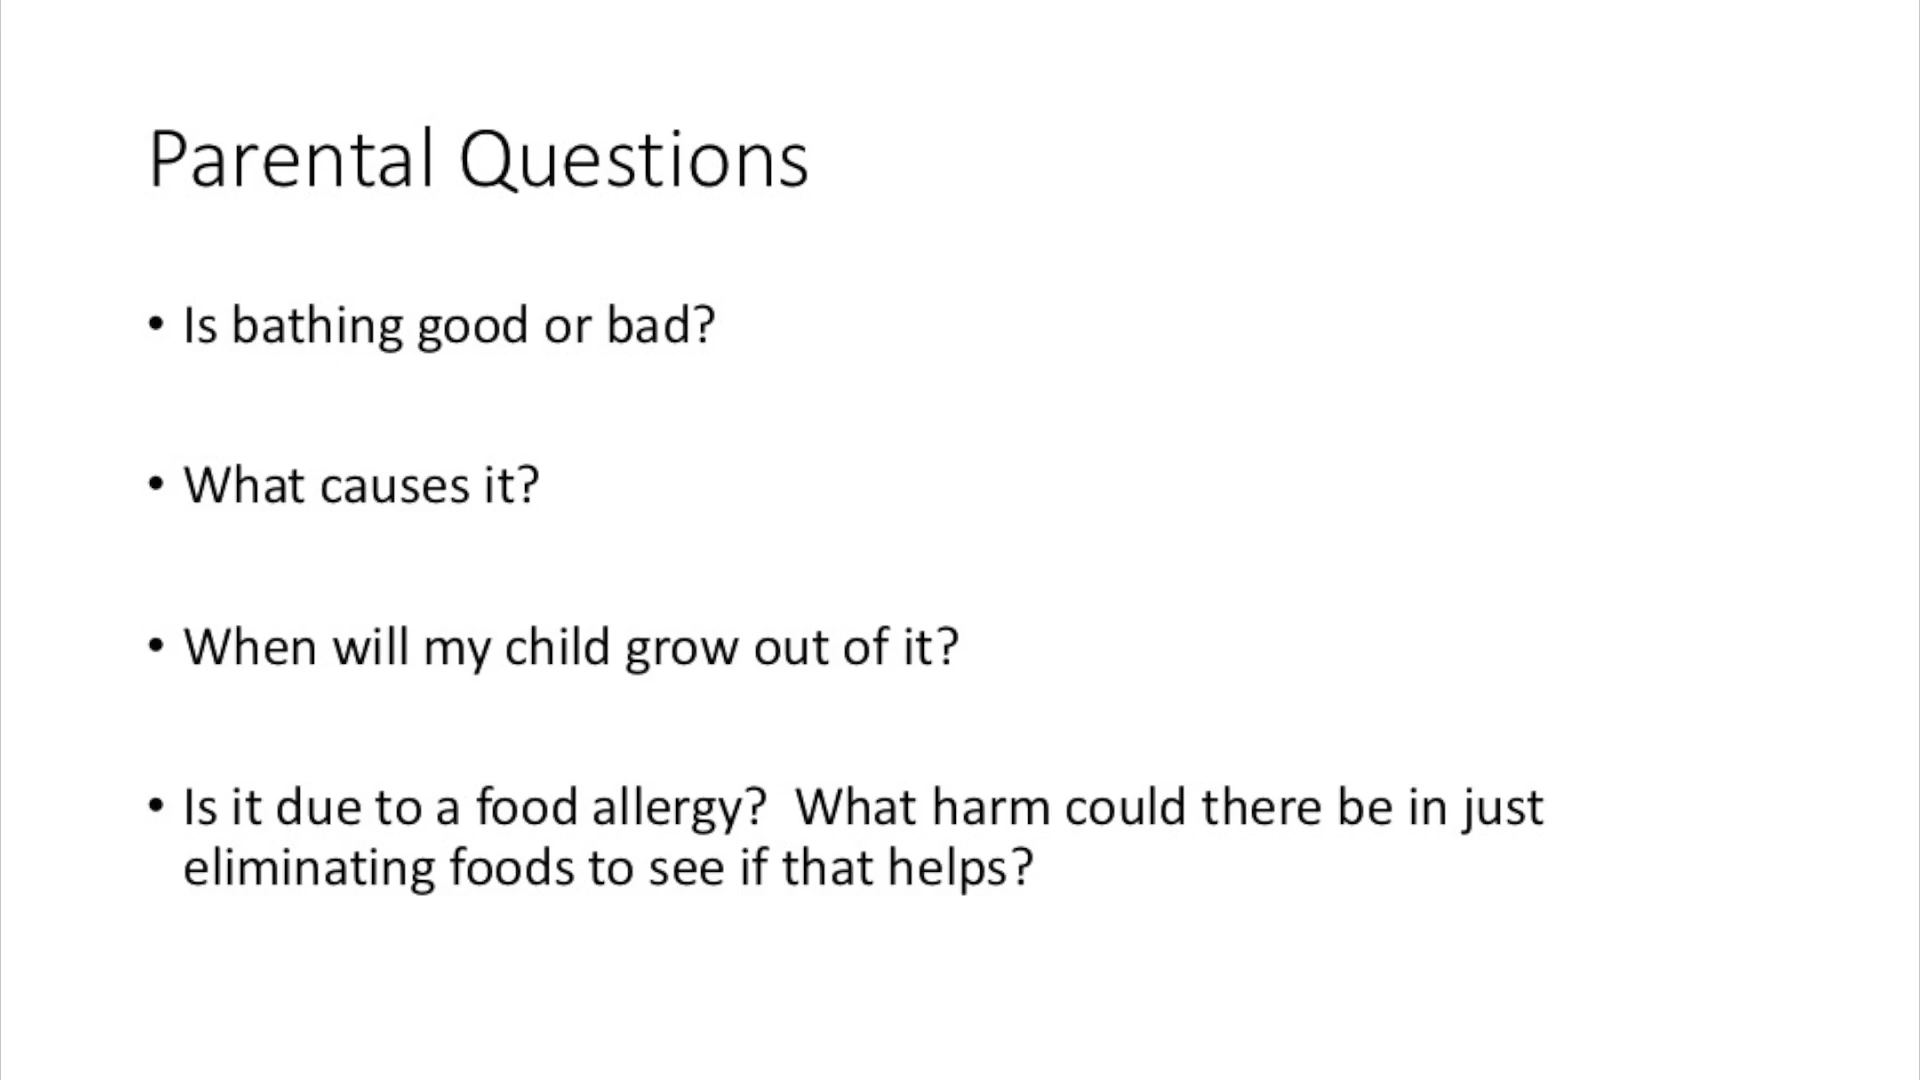 Parental Questions
• Is bathing good or bad?
• What causes it?
• When will my child grow out of it?
• Is it due to a food allergy?  What harm could there be in just
eliminating foods to see if that helps?